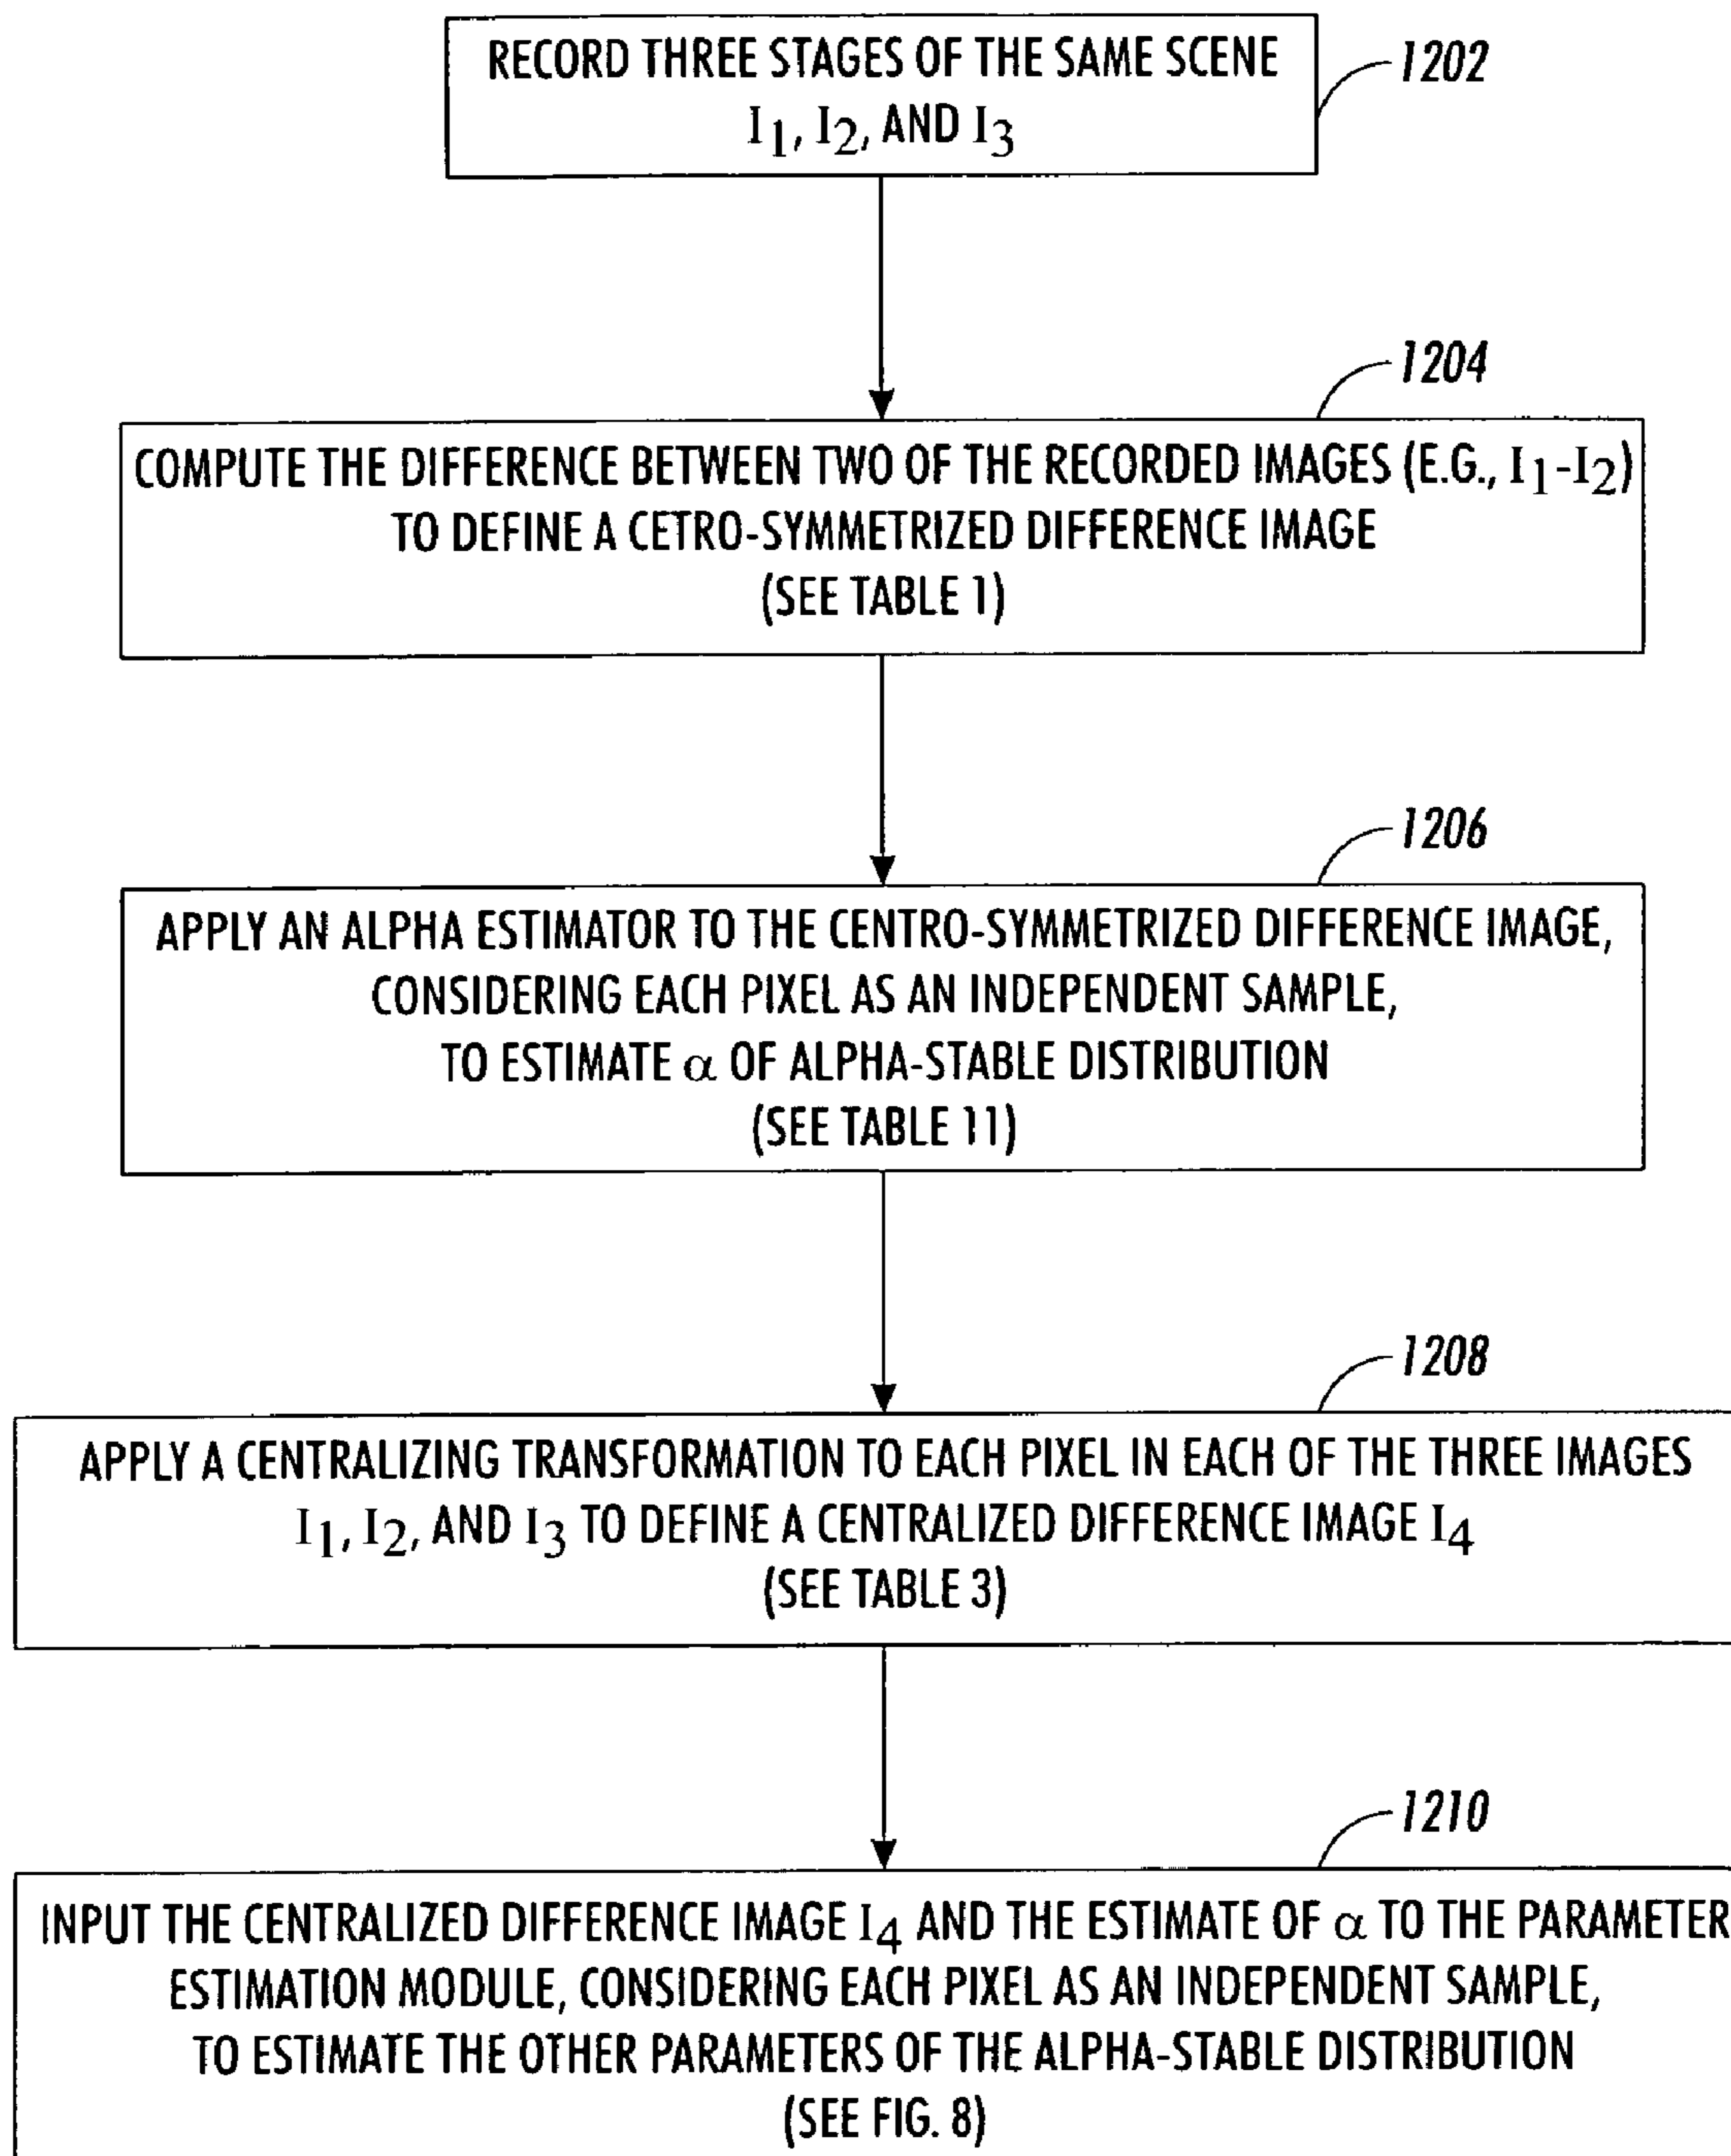 RECORD THREE STAGES OF THE SAME SCENE
I1, I2, AND I3
1202
1204
COMPUTE THE DIFFERENCE BETWEEN TWO OF THE RECORDED IMAGES (E.G., I1-I2)
TO DEFINE A CETRO-SYMMETRIZED DIFFERENCE IMAGE
(SEE TABLE 1)
1206
APPLY AN ALPHA ESTIMATOR TO THE CENTRO-SYMMETRIZED DIFFERENCE IMAGE,
CONSIDERING EACH PIXEL AS AN INDEPENDENT SAMPLE,
TO ESTIMATE α OF ALPHA-STABLE DISTRIBUTION
(SEE TABLE 11)
1208
APPLY A CENTRALIZING TRANSFORMATION TO EACH PIXEL IN EACH OF THE THREE IMAGES
I1, I2, AND I3 TO DEFINE A CENTRALIZED DIFFERENCE IMAGE I4
(SEE TABLE 3)
1210
INPUT THE CENTRALIZED DIFFERENCE IMAGE I4 AND THE ESTIMATE OF α TO THE PARAMETER
ESTIMATION MODULE, CONSIDERING EACH PIXEL AS AN INDEPENDENT SAMPLE,
TO ESTIMATE THE OTHER PARAMETERS OF THE ALPHA-STABLE DISTRIBUTION
(SEE FIG. 8)